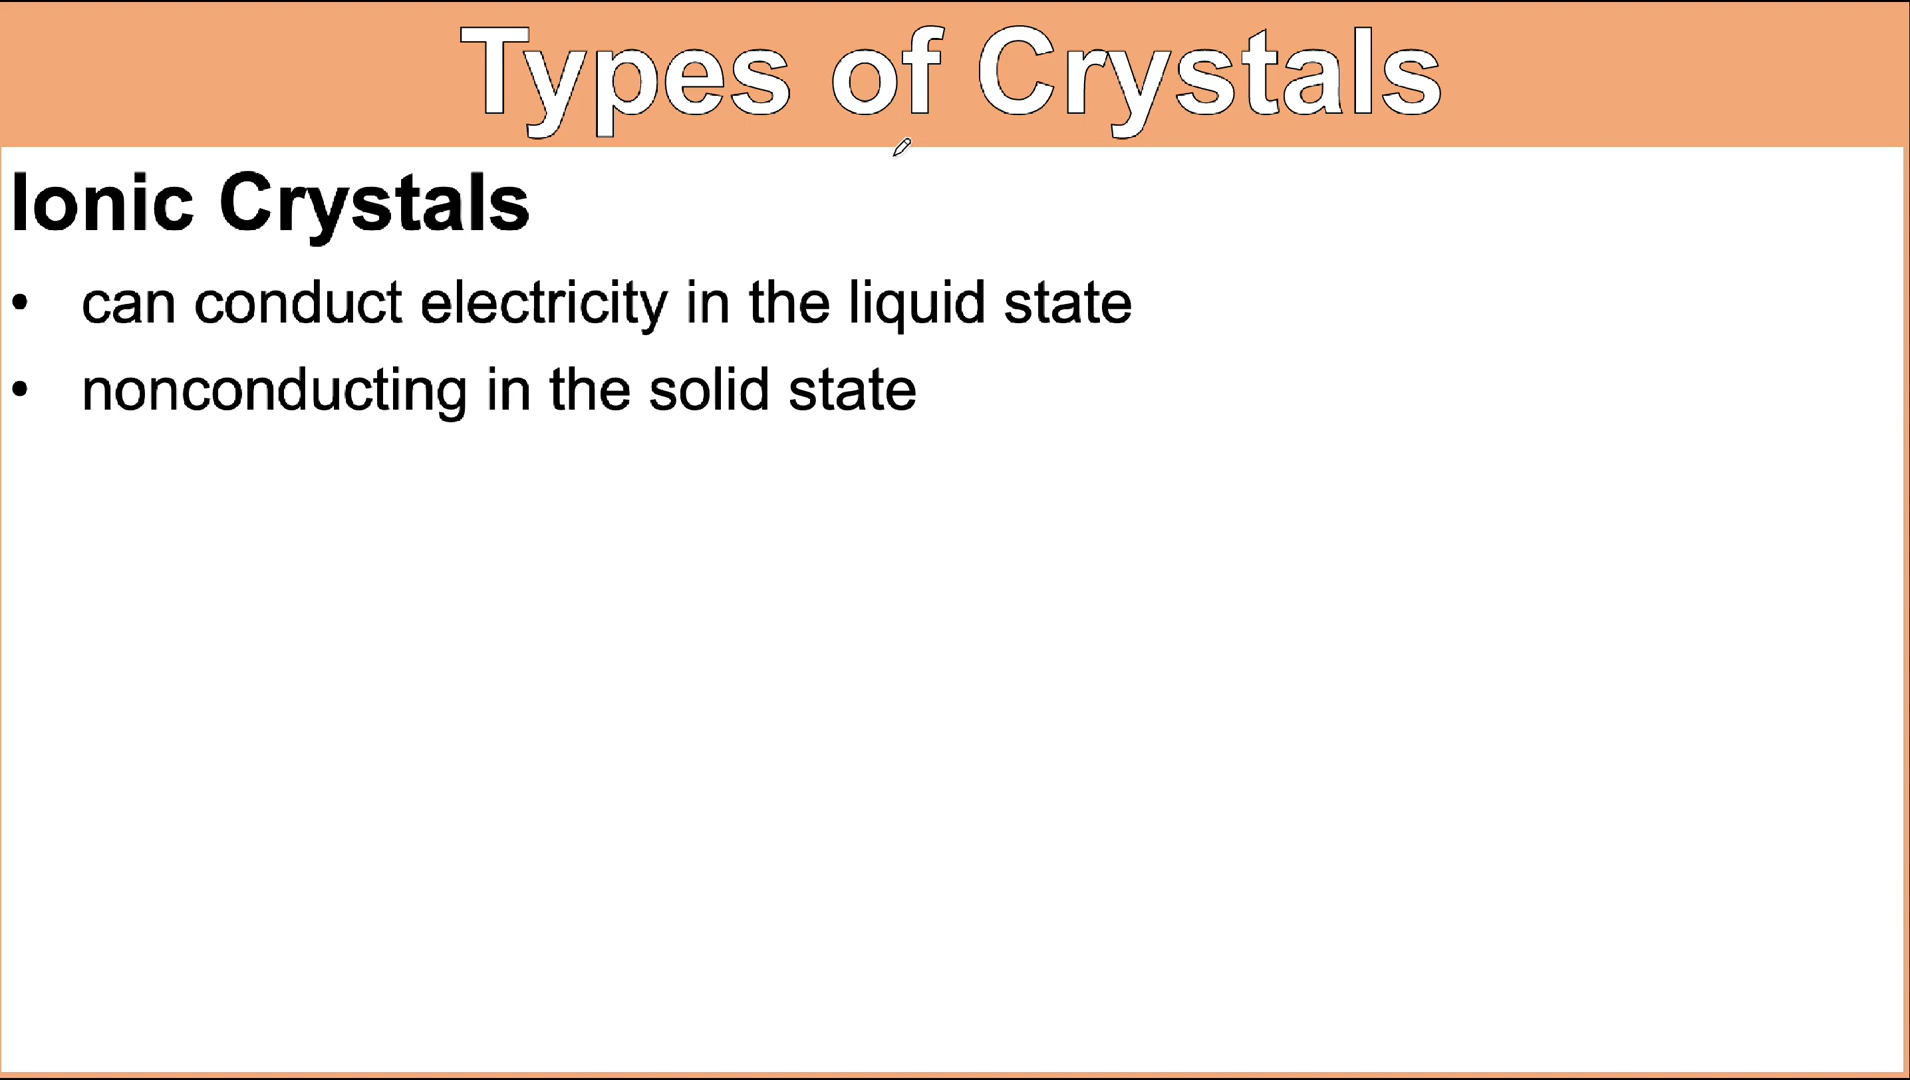 Types of Crystals
Ionic Crystals
• can conduct electricity in the liquid state
• nonconducting in the solid state